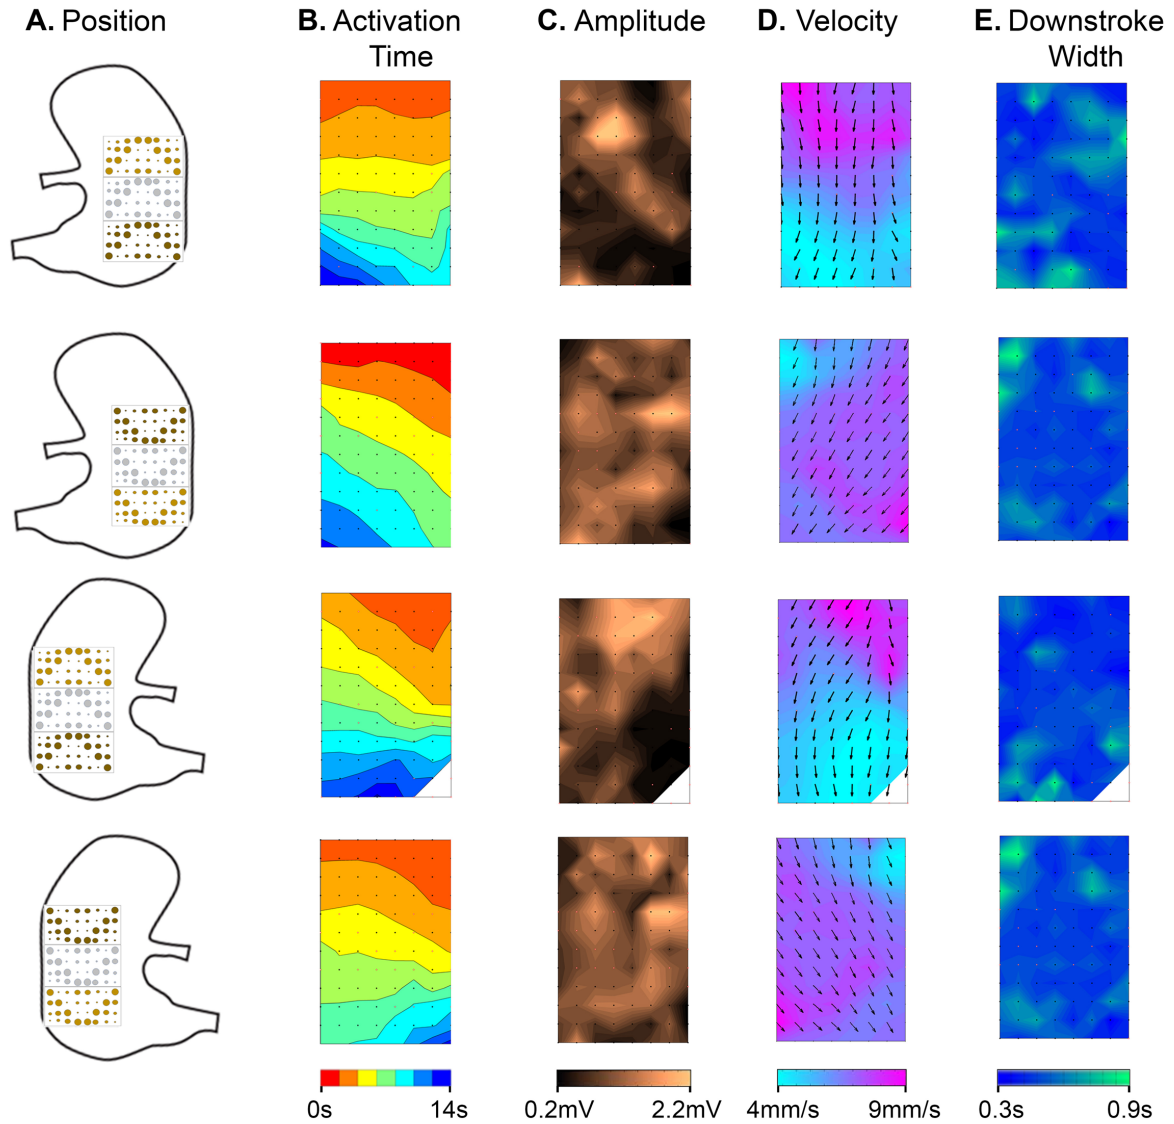 A. Position
B. Activation
Time
C. Amplitude
D. Velocity
E. Downstroke
Width
0s
14s
0.2mV
2.2mV
4mm/s
9mm/s
0.3s
0.9s